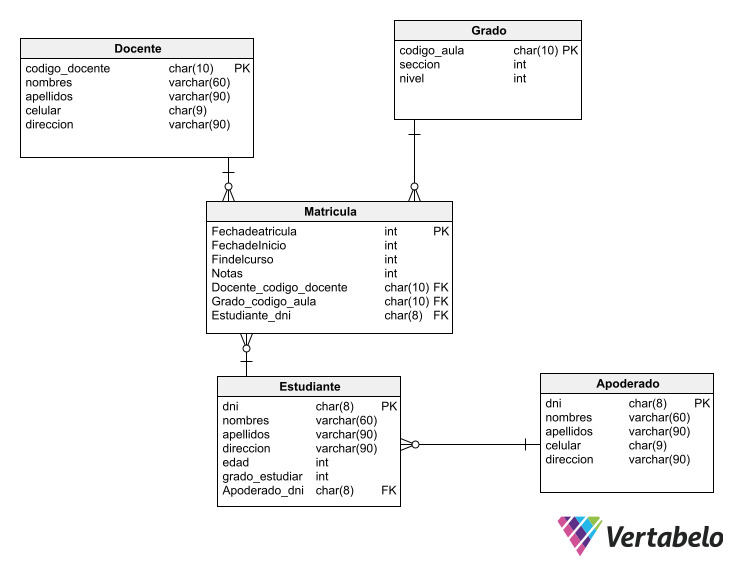 Docente
codigo_docente char(10) PK
nombres varchar(60)
apellidos varchar(90)
celular char(9)
direccion varchar(90)
Grado
codigo_aula char(10) PK
seccion int
nivel int
Matricula
Fechadeatricula int PK
FechadeInicio int
Findelcurso int
Notas int
Docente_codigo_docente char(10) FK
Grado_codigo_aula char(10) FK
Estudiante_dni char(8) FK
Estudiante
dni char(8) PK
nombres varchar(60)
apellidos varchar(90)
direccion varchar(90)
edad int
grado_estudiar int
Apoderado_dni char(8) FK
Apoderado
dni char(8) PK
nombres varchar(60)
apellidos varchar(90)
celular char(9)
direccion varchar(90)
Vertabelo